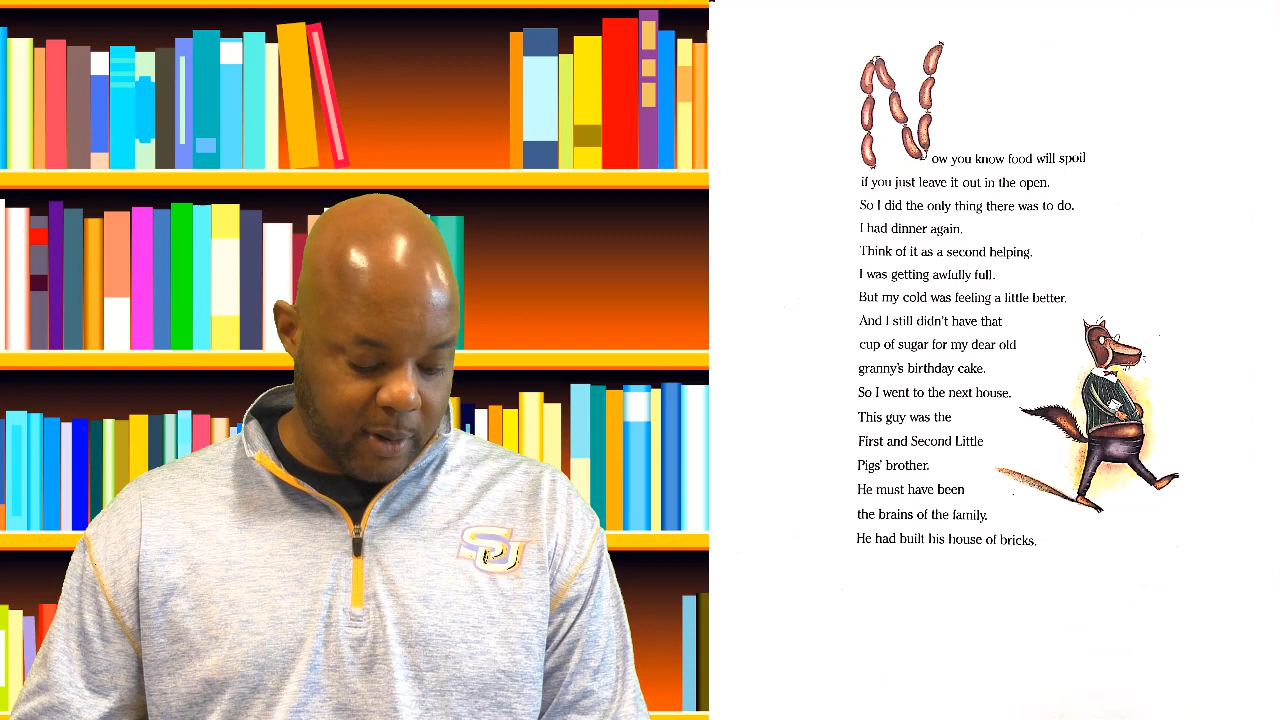 Now you know food will spoil
if you just leave it out in the open.
So I did the only thing there was to do.
I had dinner again.
Think of it as a second helping.
I was getting awfully full.
But my cold was feeling a little better.
And I still didn't have that
cup of sugar for my dear old
granny's birthday cake.
So I went to the next house.
This guy was the
First and Second Little
Pigs' brother.
He must have been
the brains of the family.
He had built his house of bricks.
SU